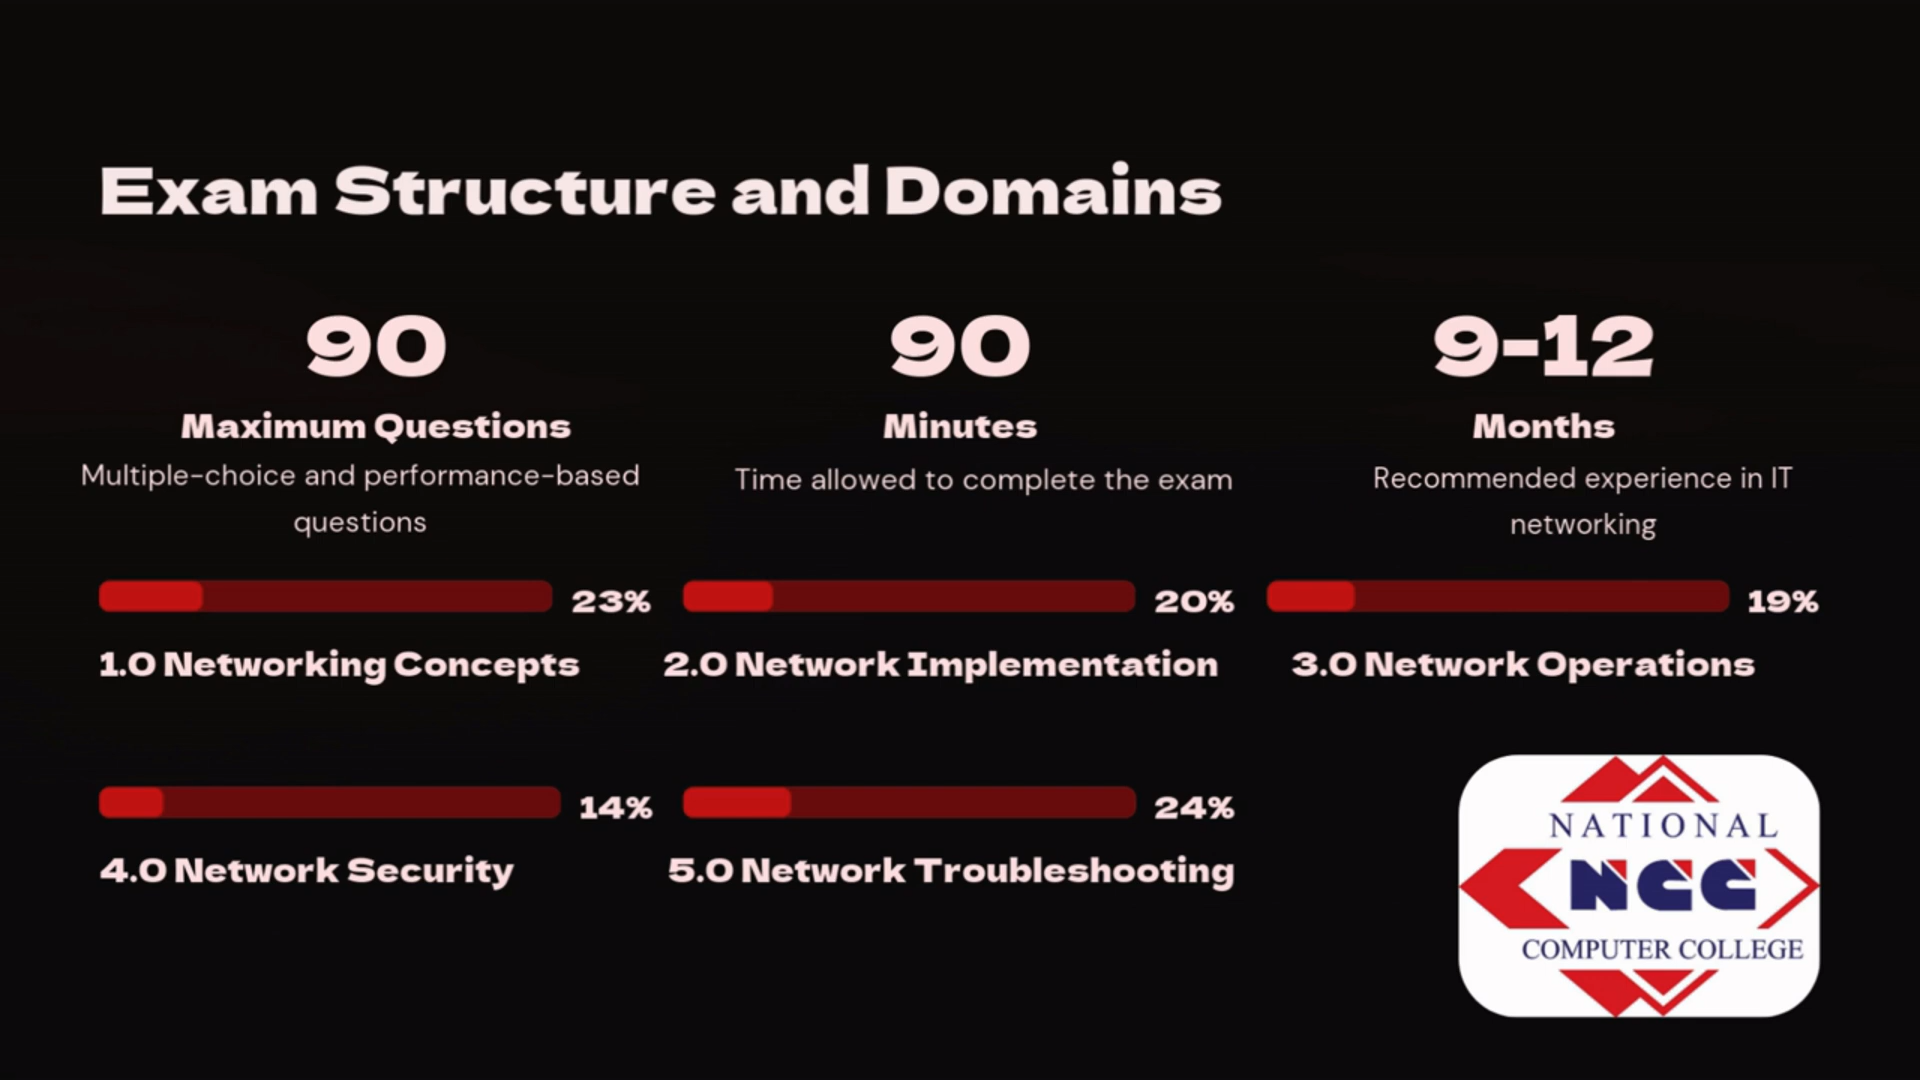 Exam Structure and Domains
90
Maximum Questions
Multiple-choice and performance-based
questions
90
Minutes
Time allowed to complete the exam
9-12
Months
Recommended experience in IT
networking
23%
1.0 Networking Concepts
20%
2.0 Network Implementation
19%
3.0 Network Operations
14%
4.0 Network Security
24%
5.0 Network Troubleshooting
NATIONAL
NCC
COMPUTER COLLEGE